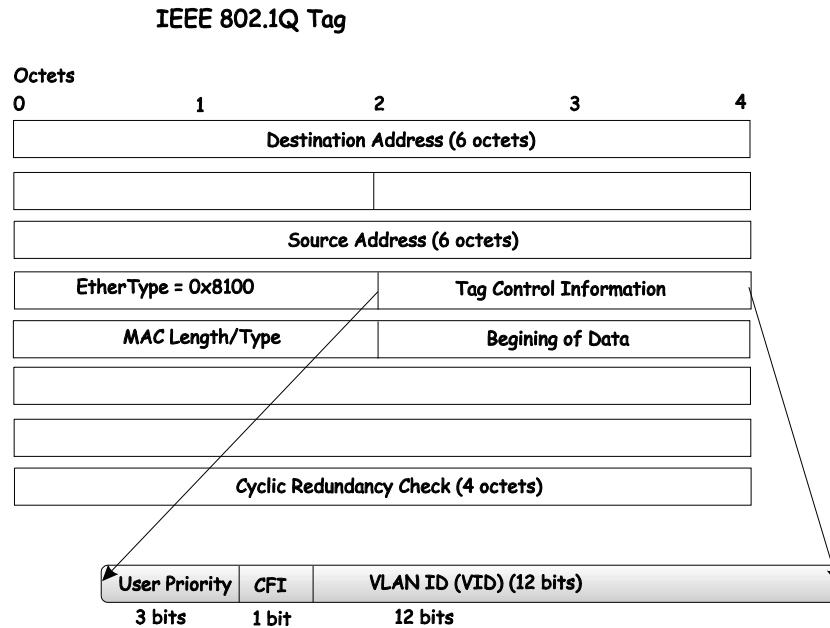 IEEE 802.1Q Tag
Octets
0 1 2 3 4
Destination Address (6 octets)
Source Address (6 octets)
EtherType = 0x8100 Tag Control Information
MAC Length/Type Begining of Data
Cyclic Redundancy Check (4 octets)
User Priority CFI VLAN ID (VID) (12 bits)
3 bits 1 bit 12 bits